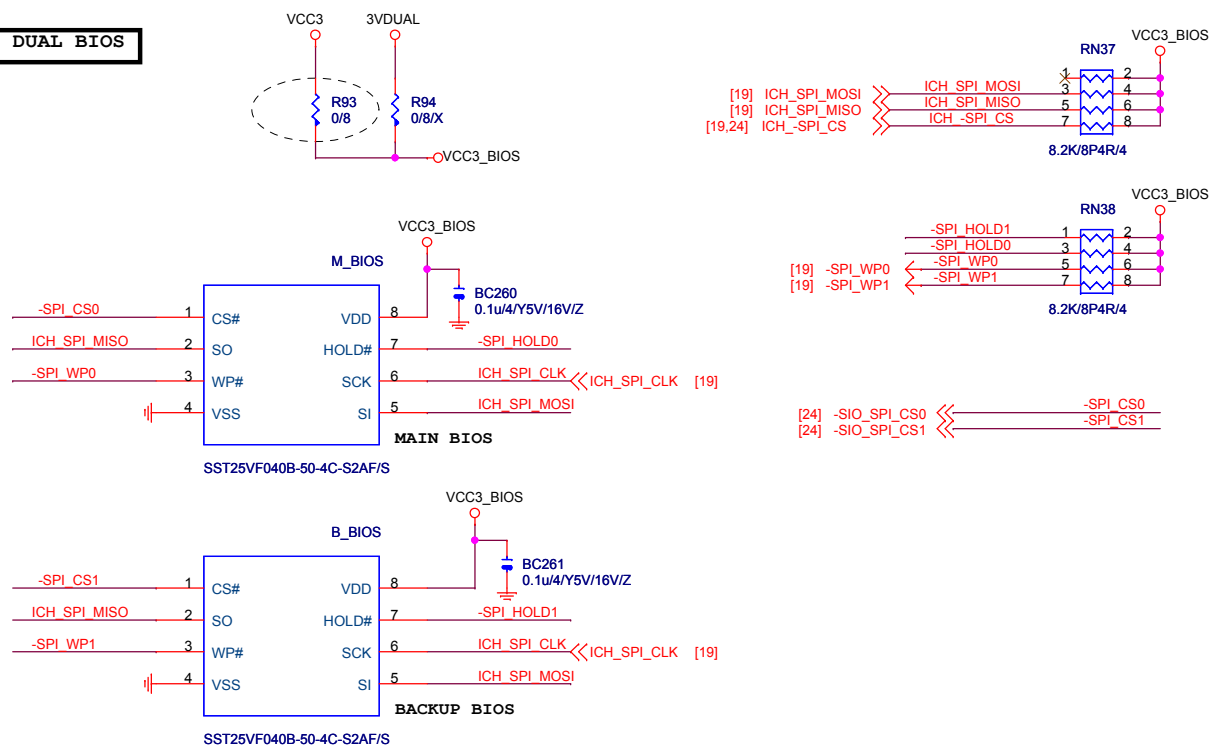 DUAL BIOS
VCC3 3VDUAL
R93
0/8
R94
0/8/X
VCC3_BIOS
VCC3_BIOS
RN37
1 2
[19] ICH_SPI_MOSI ICH_SPI_MOSI 3 4
[19] ICH_SPI_MISO ICH_SPI_MISO 5 6
[19,24] ICH_-SPI_CS ICH_-SPI_CS 7 8
8.2K/8P4R/4
VCC3_BIOS
RN38
-SPI_HOLD1 1 2
-SPI_HOLD0 3 4
[19] -SPI_WP0 -SPI_WP0 5 6
[19] -SPI_WP1 -SPI_WP1 7 8
8.2K/8P4R/4
VCC3_BIOS
M_BIOS
BC260
0.1u/4/Y5V/16V/Z
-SPI_CS0 1 CS# VDD 8
ICH_SPI_MISO 2 SO HOLD# 7 -SPI_HOLD0
-SPI_WP0 3 WP# SCK 6 ICH_SPI_CLK ICH_SPI_CLK [19]
4 VSS SI 5 ICH_SPI_MOSI
MAIN BIOS
SST25VF040B-50-4C-S2AF/S
[24] -SIO_SPI_CS0 -SPI_CS0
[24] -SIO_SPI_CS1 -SPI_CS1
VCC3_BIOS
B_BIOS
BC261
0.1u/4/Y5V/16V/Z
-SPI_CS1 1 CS# VDD 8
ICH_SPI_MISO 2 SO HOLD# 7 -SPI_HOLD1
-SPI_WP1 3 WP# SCK 6 ICH_SPI_CLK ICH_SPI_CLK [19]
4 VSS SI 5 ICH_SPI_MOSI
BACKUP BIOS
SST25VF040B-50-4C-S2AF/S